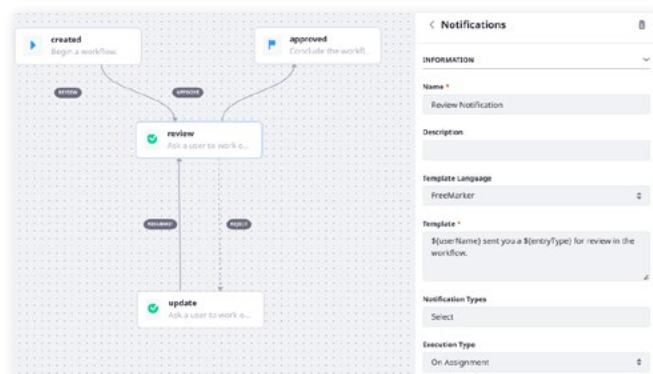 created
Begin a workflow.
approved
Conclude the workfl...
REVIEW
APPROVE
review
Ask a user to work o...
RESUBMIT
REJECT
update
Ask a user to work o...
< Notifications
INFORMATION
Name *
Review Notification
Description
Template Language
FreeMarker
Template *
${userName} sent you a ${entryType} for review in the
workflow.
Notification Types
Select
Execution Type
On Assignment